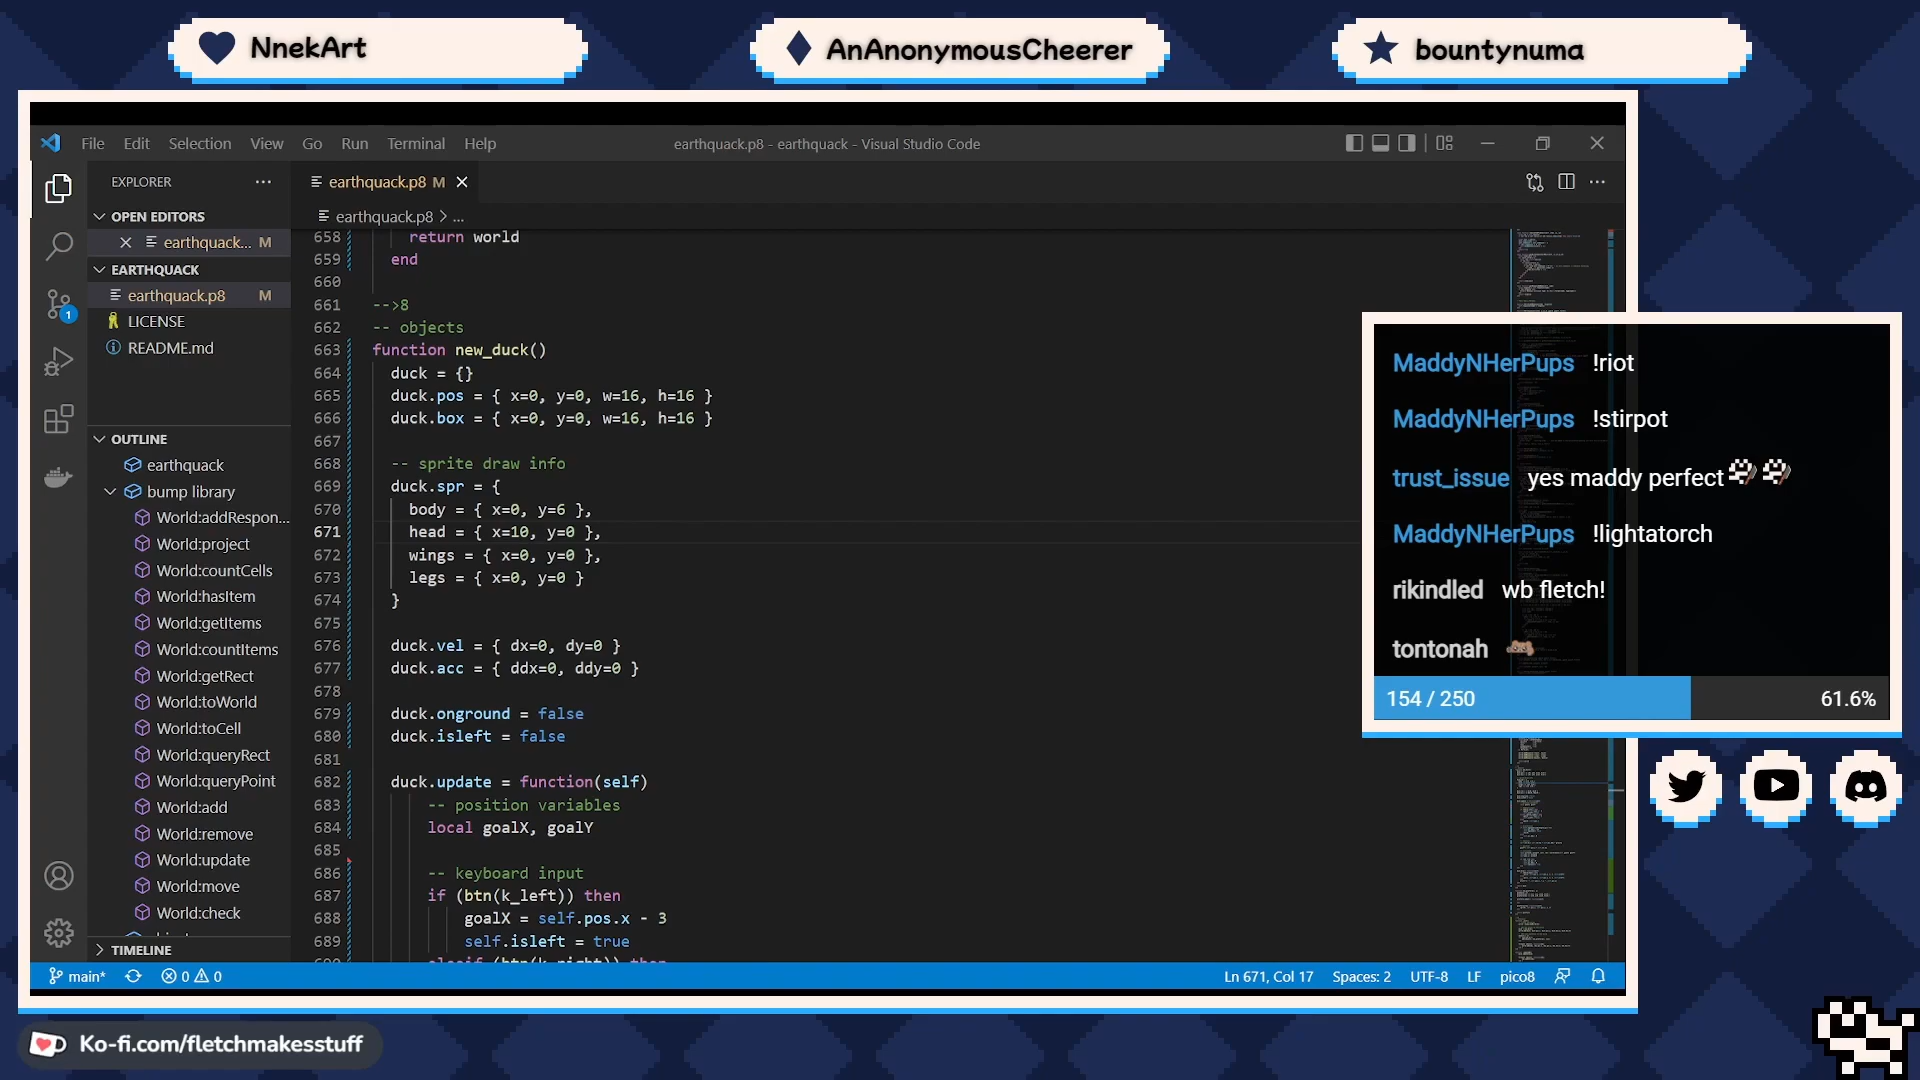 NnekArt
AnAnonymousCheerer
bountynuma
File Edit Selection View Go Run Terminal Help
earthquack.p8 - earthquack - Visual Studio Code
EXPLORER
OPEN EDITORS
earthquack... M
EARTHQUACK
earthquack.p8 M
LICENSE
README.md
OUTLINE
earthquack
bump library
World:addRespon...
World:project
World:countCells
World:hasItem
World:getItems
World:countItems
World:getRect
World:toWorld
World:toCell
World:queryRect
World:queryPoint
World:add
World:remove
World:update
World:move
World:check
TIMELINE
earthquack.p8 M
earthquack.p8 > ...
658 return world
659 end
660
661 -->8
662 -- objects
663 function new_duck()
664 duck = {}
665 duck.pos = { x=0, y=0, w=16, h=16 }
666 duck.box = { x=0, y=0, w=16, h=16 }
667
668 -- sprite draw info
669 duck.spr = {
670 body = { x=0, y=6 },
671 head = { x=10, y=0 },
672 wings = { x=0, y=0 },
673 legs = { x=0, y=0 }
674 }
675
676 duck.vel = { dx=0, dy=0 }
677 duck.acc = { ddx=0, ddy=0 }
678
679 duck.onground = false
680 duck.isleft = false
681
682 duck.update = function(self)
683 -- position variables
684 local goalX, goalY
685
686 -- keyboard input
687 if (btn(k_left)) then
688 goalX = self.pos.x - 3
689 self.isleft = true
MaddyNHerPups !riot
MaddyNHerPups !stirpot
trust_issue yes maddy perfect
MaddyNHerPups !lightatorch
rikindled wb fletch!
tontonah
154 / 250 61.6%
main* 0 0
Ln 671, Col 17 Spaces: 2 UTF-8 LF pico8
1
Ko-fi.com/fletchmakesstuff